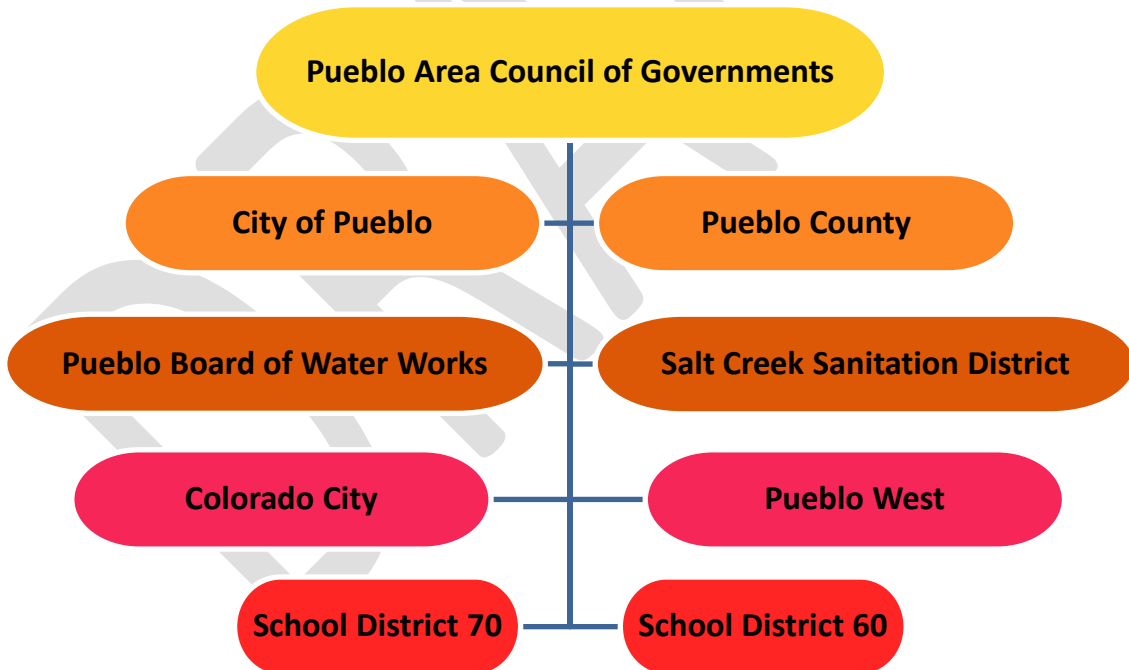 Pueblo Area Council of Governments
City of Pueblo
Pueblo County
Pueblo Board of Water Works
Salt Creek Sanitation District
Colorado City
Pueblo West
School District 70
School District 60